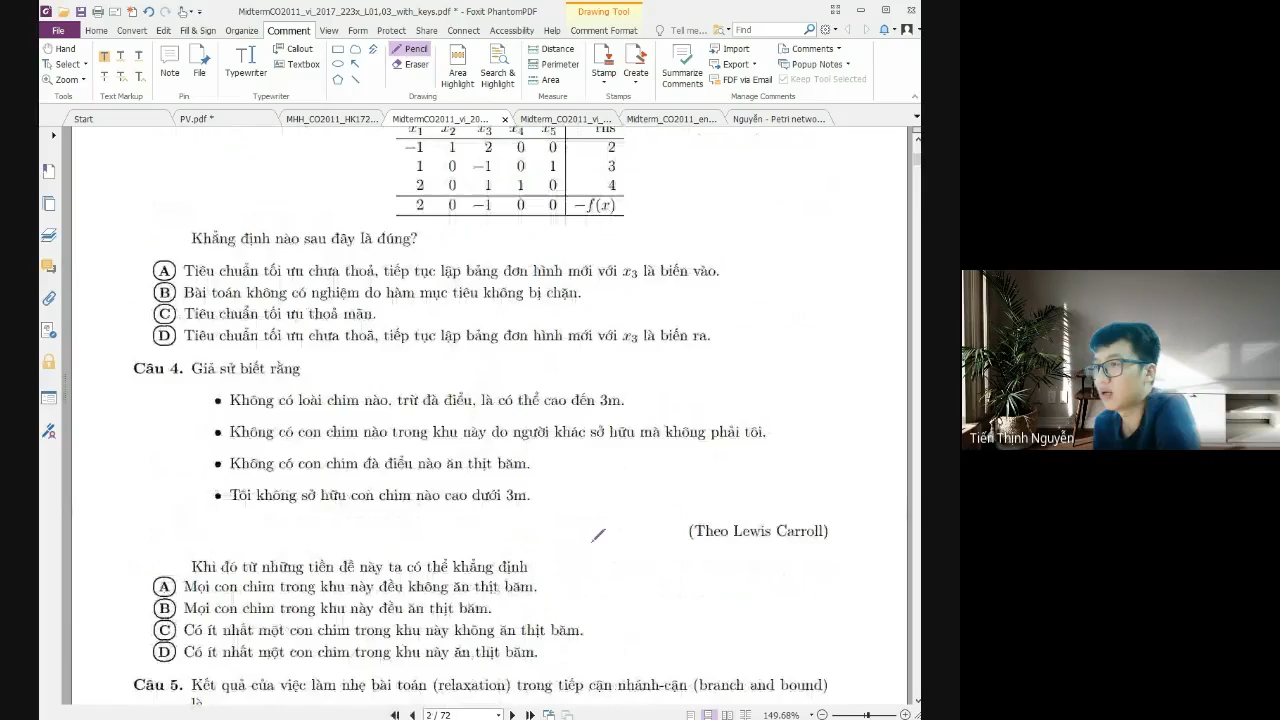 MidtermCO2011_vi_2017_223x_L01,03_with_keys.pdf * - Foxit PhantomPDF
Drawing Tool
File Home Convert Edit Fill & Sign Organize Comment View Form Protect Share Connect Accessibility Help Comment Format Tell me... Find
Hand
Select
Zoom
Tools
Text Markup
Note
File
Typewriter
Callout
Textbox
Typewriter
Pencil
Eraser
Drawing
Area Highlight
Search & Highlight
Distance
Perimeter
Area
Measure
Stamp
Create
Stamps
Summarize Comments
Import
Export
FDF via Email
Comments
Popup Notes
Keep Tool Selected
Manage Comments
Start PV.pdf * MHH_CO2011_HK172... MidtermCO2011_vi_20... Midterm_CO2011_vi_... Midterm_CO2011_en... Nguyễn - Petri netwo...
x1 x2 x3 x4 x5 rhs
−1 1 2 0 0 2
1 0 −1 0 1 3
2 0 1 1 0 4
2 0 −1 0 0 −f(x)
Khẳng định nào sau đây là đúng?
A Tiêu chuẩn tối ưu chưa thoả, tiếp tục lập bảng đơn hình mới với x3 là biến vào.
B Bài toán không có nghiệm do hàm mục tiêu không bị chặn.
C Tiêu chuẩn tối ưu thoả mãn.
D Tiêu chuẩn tối ưu chưa thoả, tiếp tục lập bảng đơn hình mới với x3 là biến ra.
Câu 4. Giả sử biết rằng
• Không có loài chim nào, trừ đà điểu, là có thể cao đến 3m.
• Không có con chim nào trong khu này do người khác sở hữu mà không phải tôi.
• Không có con chim đà điểu nào ăn thịt băm.
• Tôi không sở hữu con chim nào cao dưới 3m.
(Theo Lewis Carroll)
Khi đó từ những tiền đề này ta có thể khẳng định
A Mọi con chim trong khu này đều không ăn thịt băm.
B Mọi con chim trong khu này đều ăn thịt băm.
C Có ít nhất một con chim trong khu này không ăn thịt băm.
D Có ít nhất một con chim trong khu này ăn thịt băm.
Câu 5. Kết quả của việc làm nhẹ bài toán (relaxation) trong tiếp cận nhánh-cận (branch and bound)
là
2 / 72
149.68%
Tiến Thịnh Nguyễn